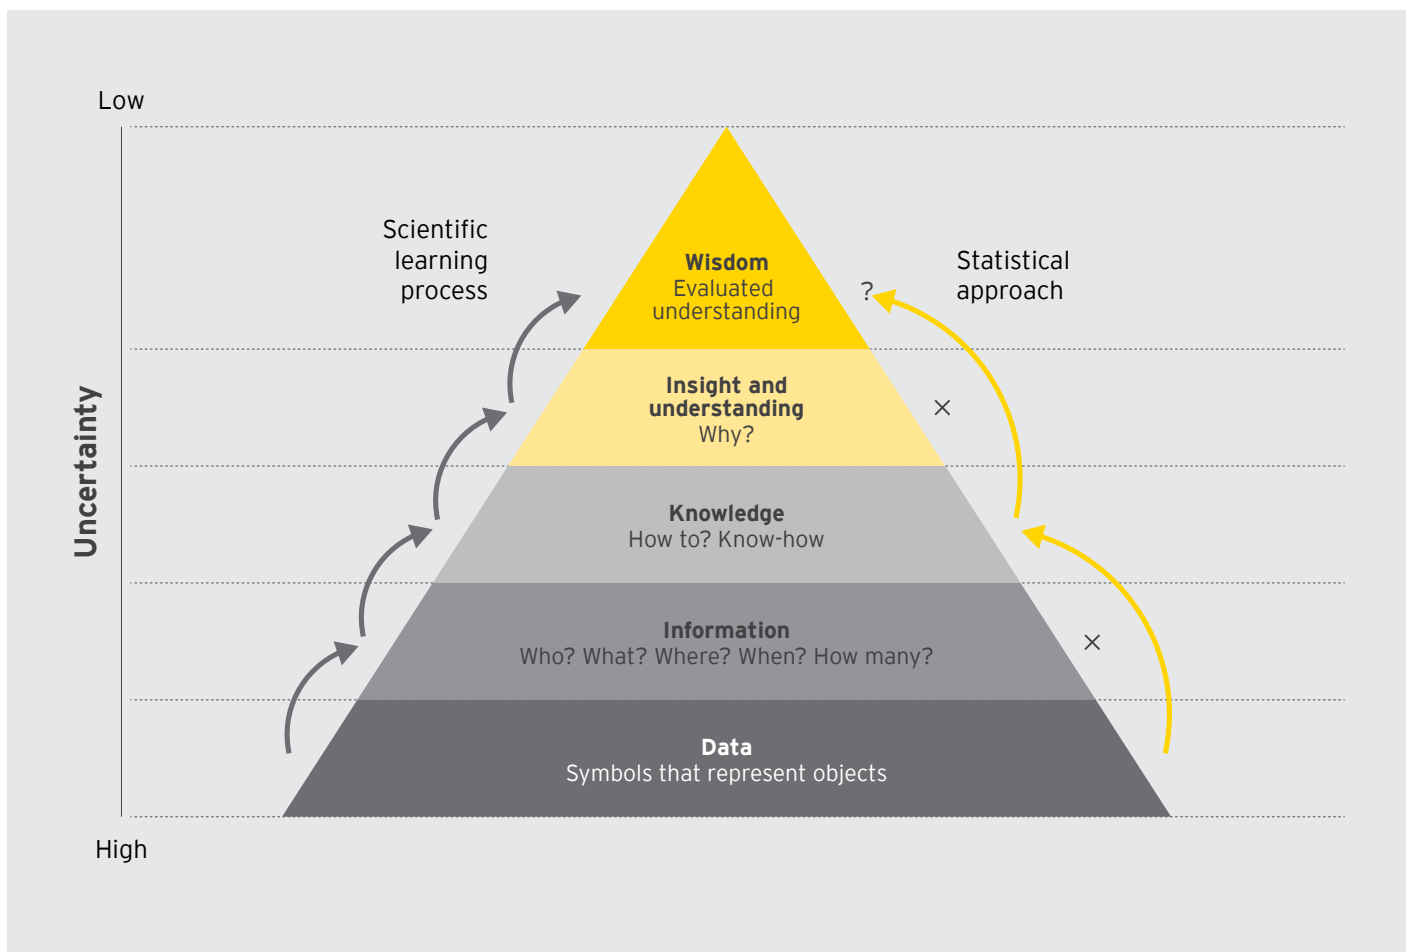 Low
Scientific
learning
process
Wisdom
Evaluated
understanding
?
Statistical
approach
Uncertainty
Insight and
understanding
Why?
×
Knowledge
How to? Know-how
Information
Who? What? Where? When? How many?
×
Data
Symbols that represent objects
High